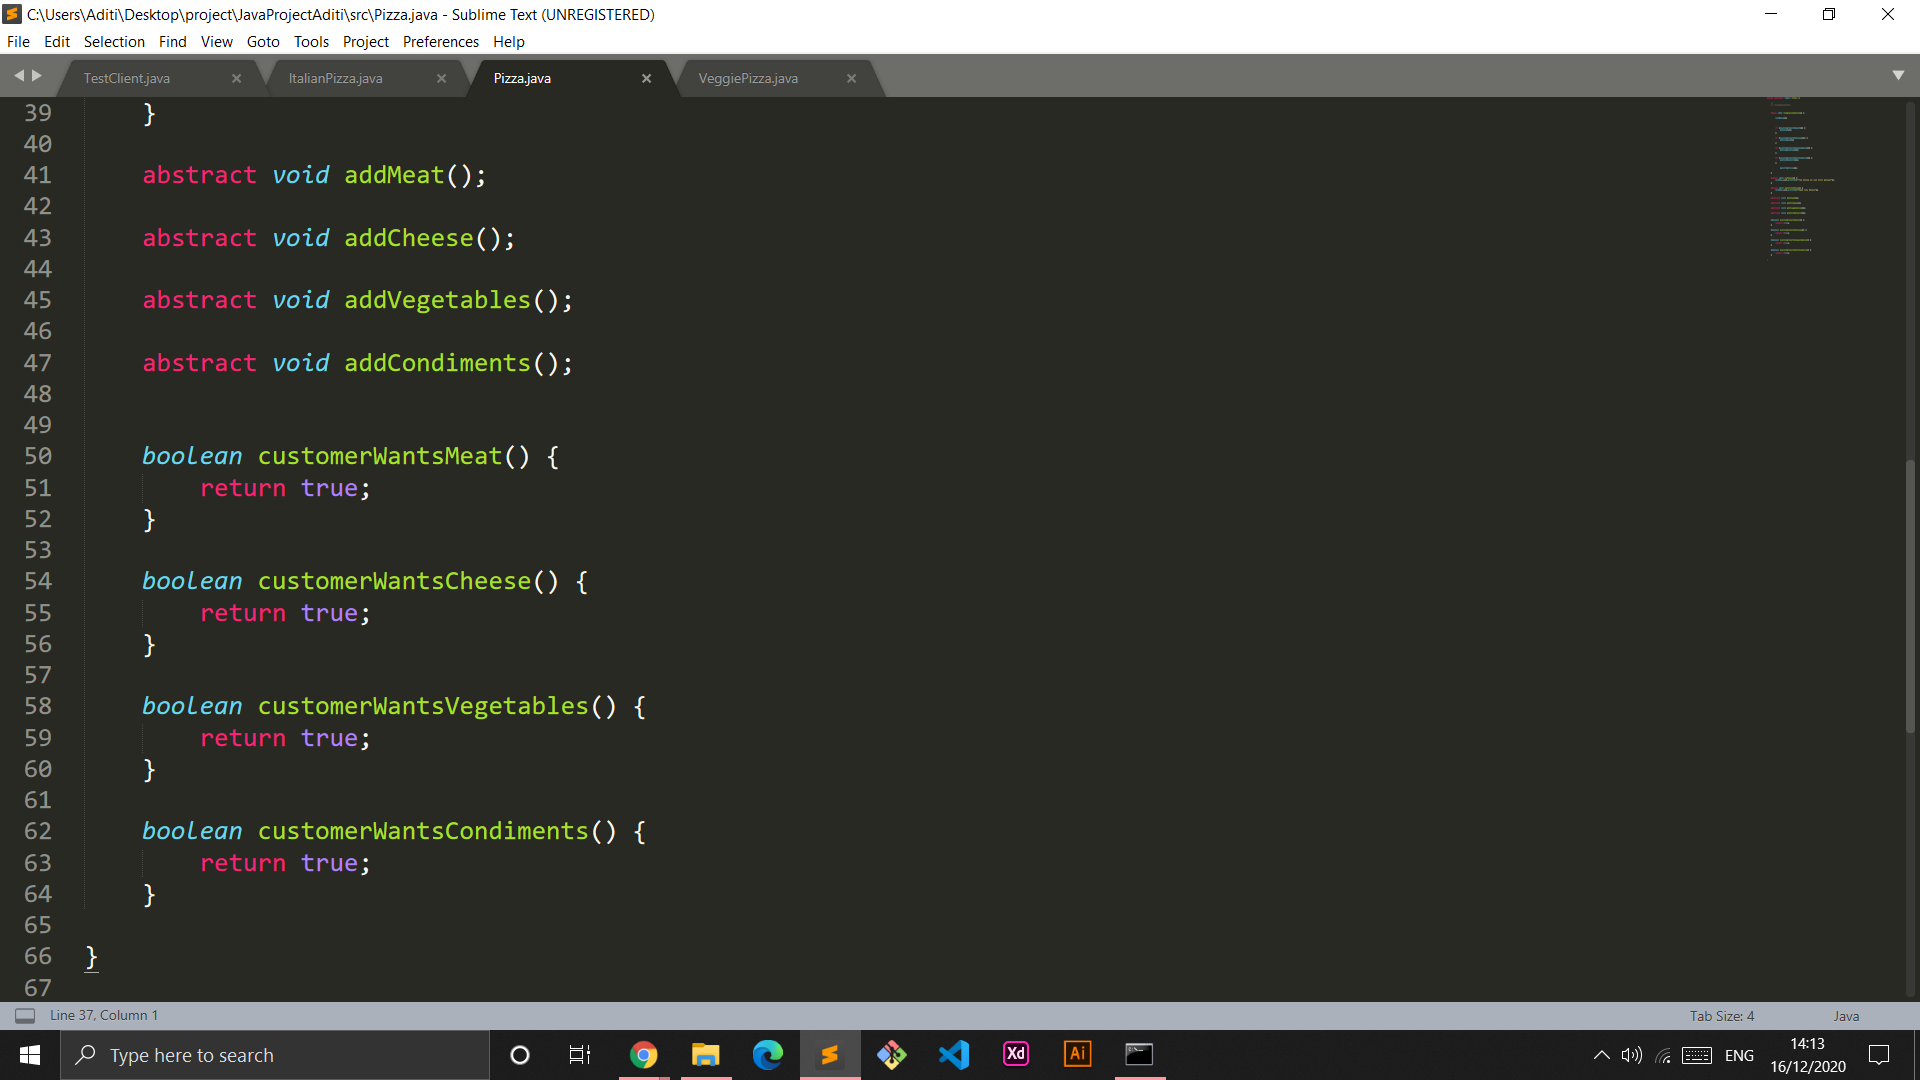 C:\Users\Aditi\Desktop\project\JavaProjectAditi\src\Pizza.java - Sublime Text (UNREGISTERED)
File Edit Selection Find View Goto Tools Project Preferences Help
TestClient.java ItalianPizza.java Pizza.java VeggiePizza.java
39 }
40
41 abstract void addMeat();
42
43 abstract void addCheese();
44
45 abstract void addVegetables();
46
47 abstract void addCondiments();
48
49
50 boolean customerWantsMeat() {
51 return true;
52 }
53
54 boolean customerWantsCheese() {
55 return true;
56 }
57
58 boolean customerWantsVegetables() {
59 return true;
60 }
61
62 boolean customerWantsCondiments() {
63 return true;
64 }
65
66 }
67
Line 37, Column 1 Tab Size: 4 Java
Type here to search Xd Ai ENG 14:13
16/12/2020